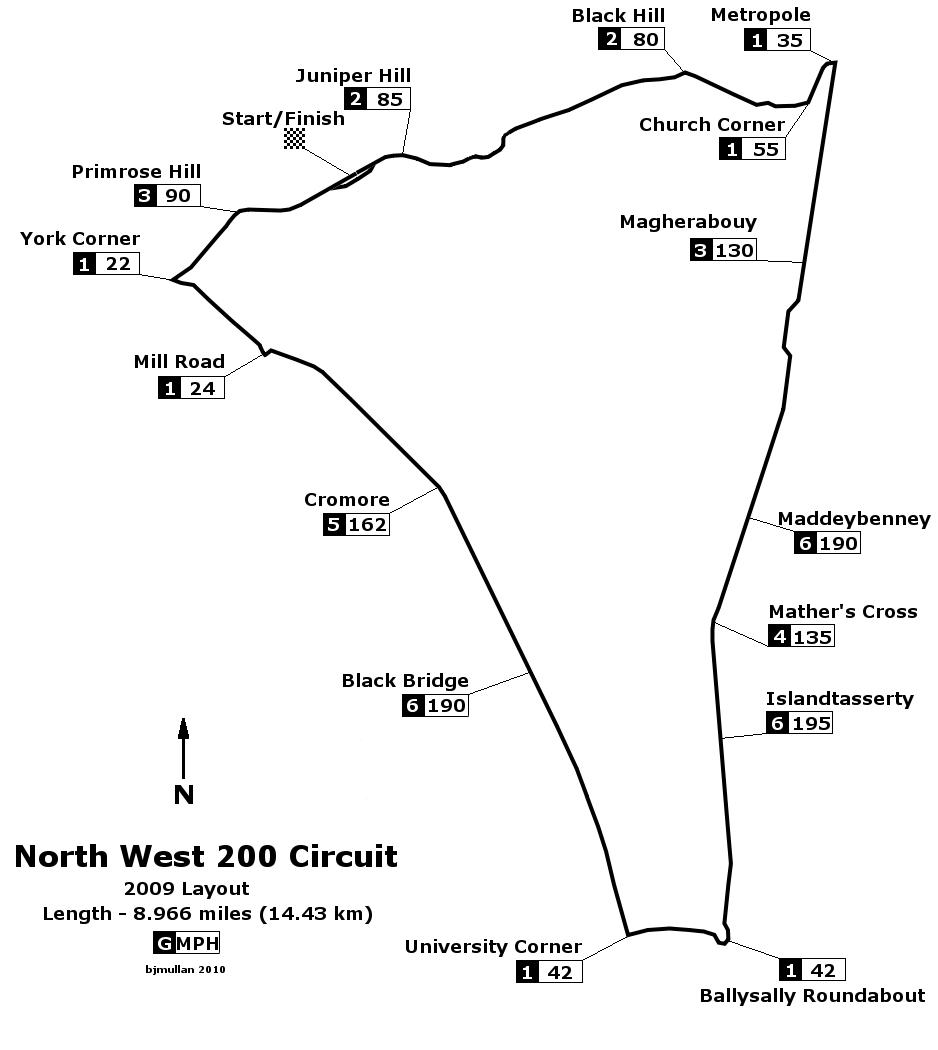 Black Hill
2 80
Metropole
1 35
Juniper Hill
2 85
Start/Finish
Church Corner
1 55
Primrose Hill
3 90
York Corner
1 22
Magherabouy
3 130
Mill Road
1 24
Cromore
5 162
Maddeybenney
6 190
Mather's Cross
4 135
Black Bridge
6 190
Islandtasserty
6 195
N
North West 200 Circuit
2009 Layout
Length - 8.966 miles (14.43 km)
G MPH
bjmullan 2010
University Corner
1 42
1 42
Ballysally Roundabout